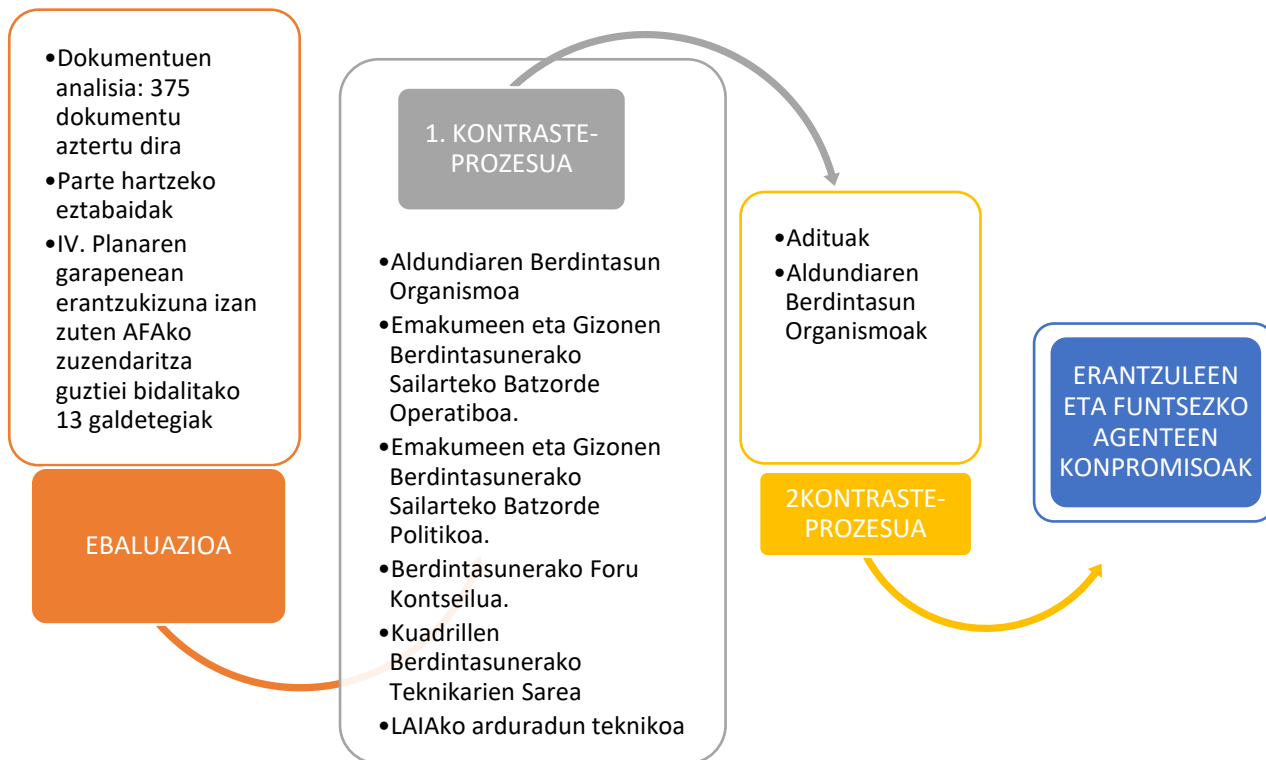 •Dokumentuen
analisia: 375
dokumentu
aztertu dira
•Parte hartzeko
eztabaidak
•IV. Planaren
garapenean
erantzukizuna izan
zuten AFAko
zuzendaritza
guztiei bidalitako
13 galdetegiak
EBALUAZIOA
1. KONTRASTE-
PROZESUA
•Aldundiaren Berdintasun
Organismoa
•Emakumeen eta Gizonen
Berdintasunerako
Sailarteko Batzorde
Operatiboa.
•Emakumeen eta Gizonen
Berdintasunerako
Sailarteko Batzorde
Politikoa.
•Berdintasunerako Foru
Kontseilua.
•Kuadrillen
Berdintasunerako
Teknikarien Sarea
•LAIAko arduradun teknikoa
•Adituak
•Aldundiaren
Berdintasun
Organismoak
2KONTRASTE-
PROZESUA
ERANTZULEEN
ETA FUNTSEZKO
AGENTEEN
KONPROMISOAK